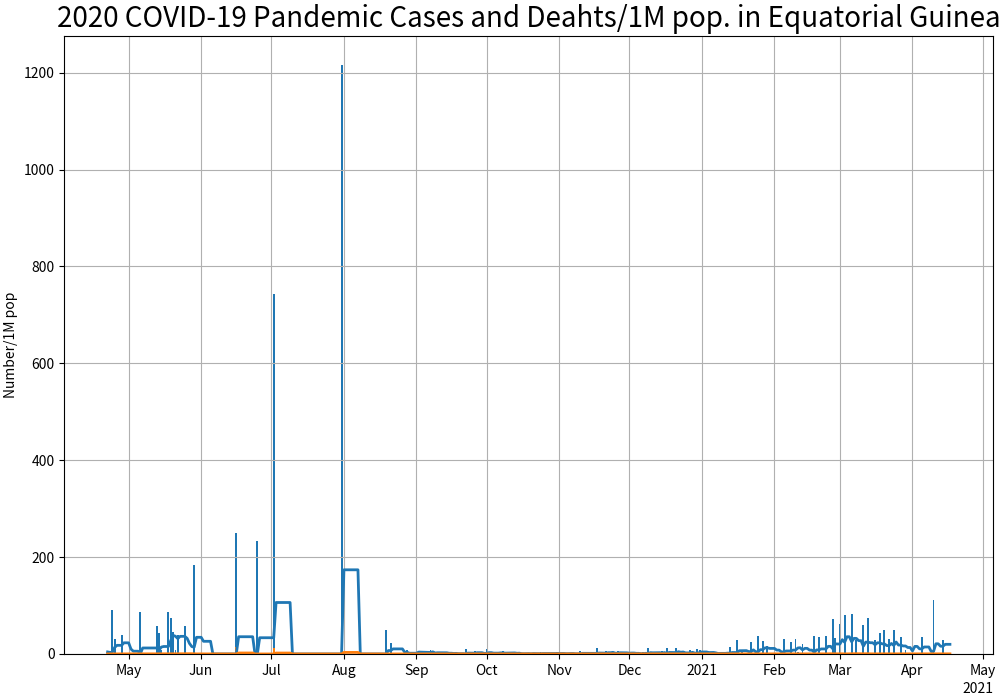 2020 COVID-19 Pandemic Cases and Deahts/1M pop. in Equatorial Guinea
Number/1M pop
1200
1000
800
600
400
200
0
May Jun Jul Aug Sep Oct Nov Dec 2021 Feb Mar Apr May
2021